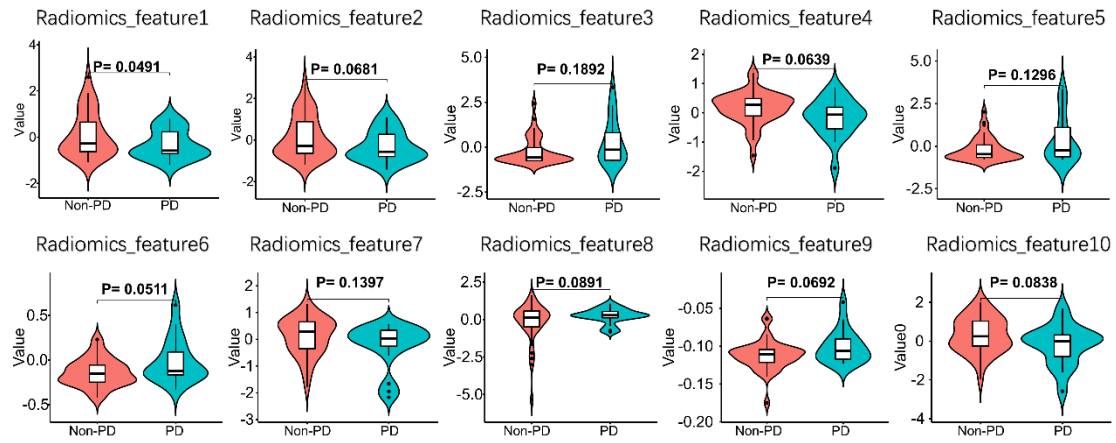 Radiomics_feature1
Radiomics_feature2
Radiomics_feature3
Radiomics_feature4
Radiomics_feature5
P= 0.0491
P= 0.0681
P= 0.1892
P= 0.0639
P= 0.1296
Value
4
2
0
-2
Non-PD
PD
Value
4
2
0
-2
Non-PD
PD
Value
5.0
2.5
0.0
-2.5
Non-PD
PD
Value
2
1
0
-1
-2
Non-PD
PD
Value
5.0
2.5
0.0
-2.5
Non-PD
PD
Radiomics_feature6
Radiomics_feature7
Radiomics_feature8
Radiomics_feature9
Radiomics_feature10
P= 0.0511
P= 0.1397
P= 0.0891
P= 0.0692
P= 0.0838
Value
0.5
-0.0
-0.5
Non-PD
PD
Value
2
1
0
-1
-2
-3
Non-PD
PD
Value
2.5
0.0
-2.5
-5.0
Non-PD
PD
Value
-0.05
-0.10
-0.15
-0.20
Non-PD
PD
Value0
2
0
-2
-4
Non-PD
PD